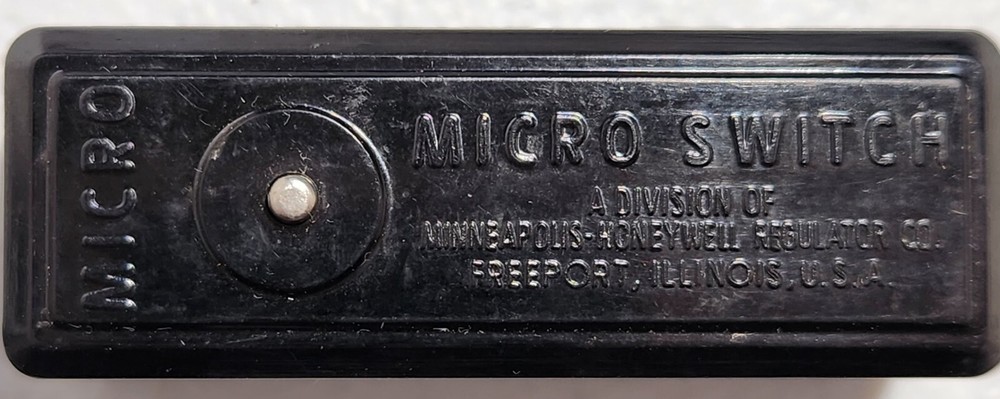 MICRO
MICRO SWITCH
A DIVISION OF
MINNEAPOLIS-HONEYWELL REGULATOR CO.
FREEPORT, ILLINOIS, U.S.A.